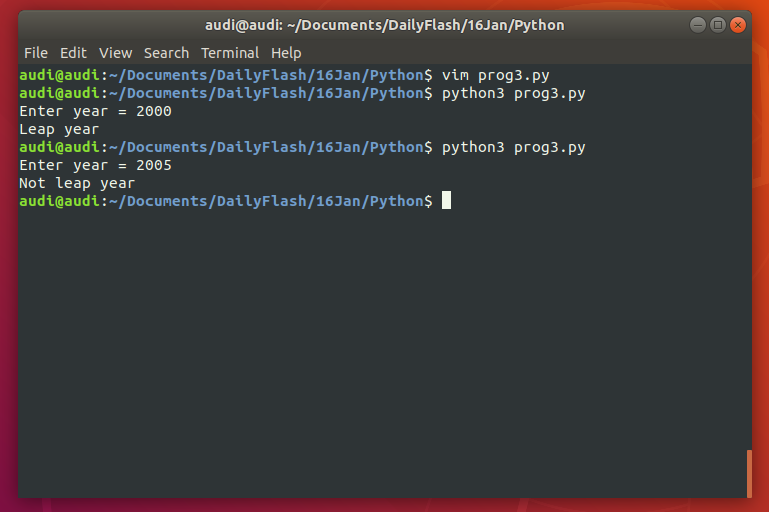 audi@audi: ~/Documents/DailyFlash/16Jan/Python
File Edit View Search Terminal Help
audi@audi:~/Documents/DailyFlash/16Jan/Python$ vim prog3.py
audi@audi:~/Documents/DailyFlash/16Jan/Python$ python3 prog3.py
Enter year = 2000
Leap year
audi@audi:~/Documents/DailyFlash/16Jan/Python$ python3 prog3.py
Enter year = 2005
Not leap year
audi@audi:~/Documents/DailyFlash/16Jan/Python$